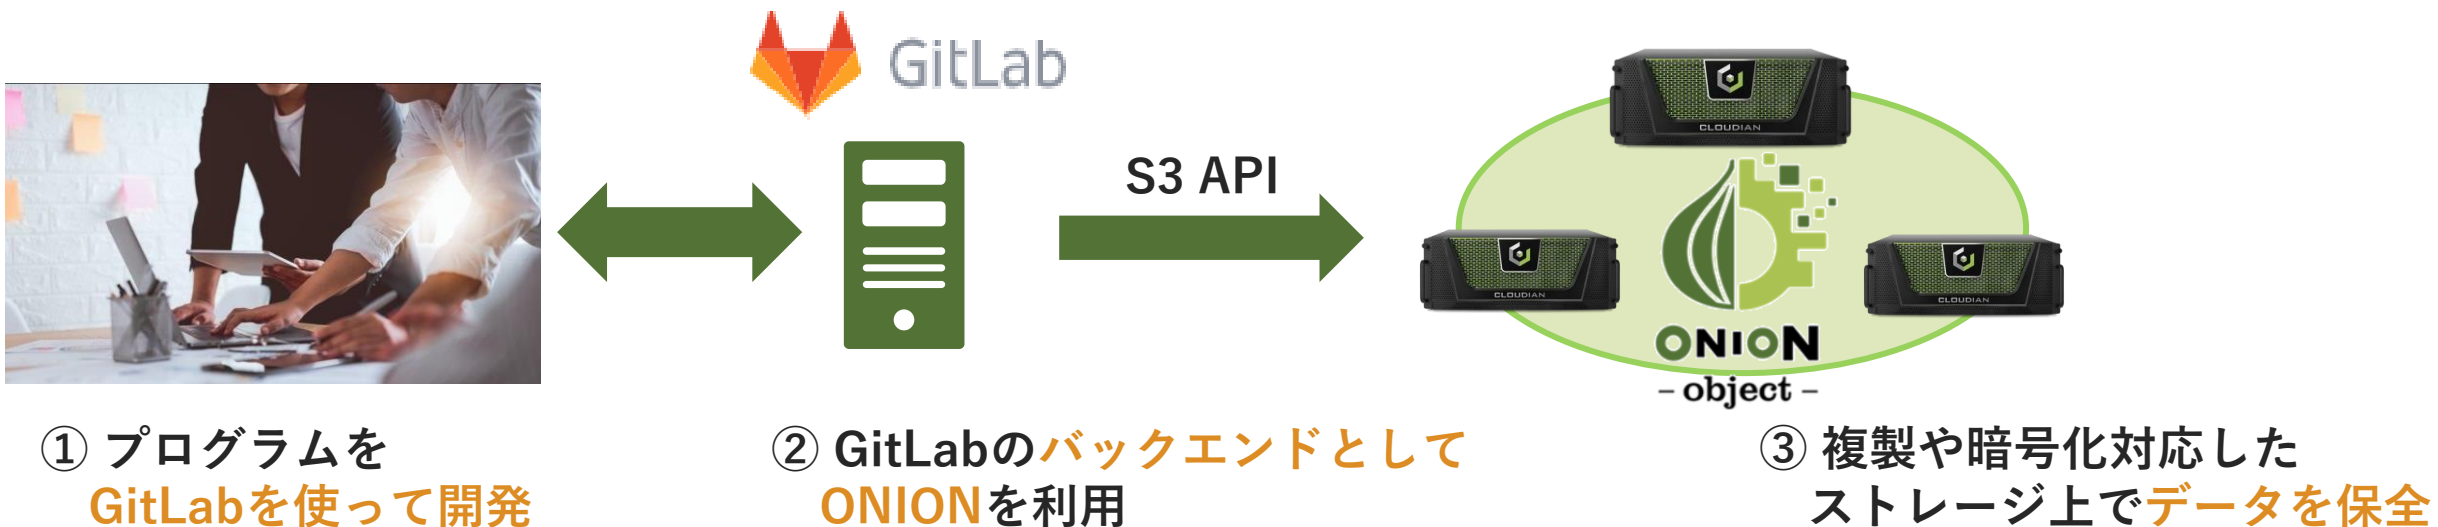 GitLab
S3 API
CLOUDIAN
CLOUDIAN
CLOUDIAN
ONION
– object –
① プログラムを
GitLabを使って開発
② GitLabのバックエンドとして
ONIONを利用
③ 複製や暗号化対応した
ストレージ上でデータを保全